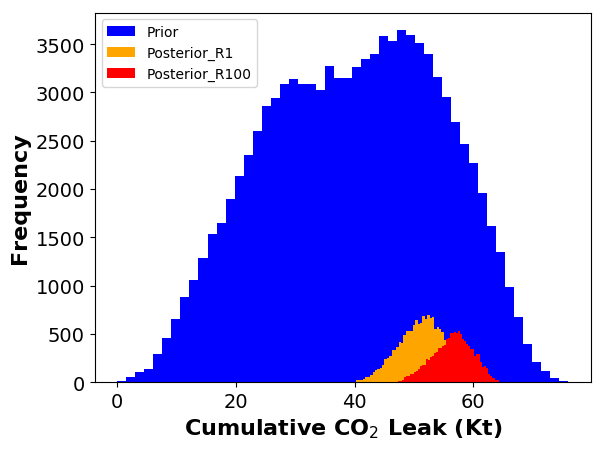 Prior
Posterior_R1
Posterior_R100
Frequency
3500
3000
2500
2000
1500
1000
500
0
0 20 40 60
Cumulative CO₂ Leak (Kt)